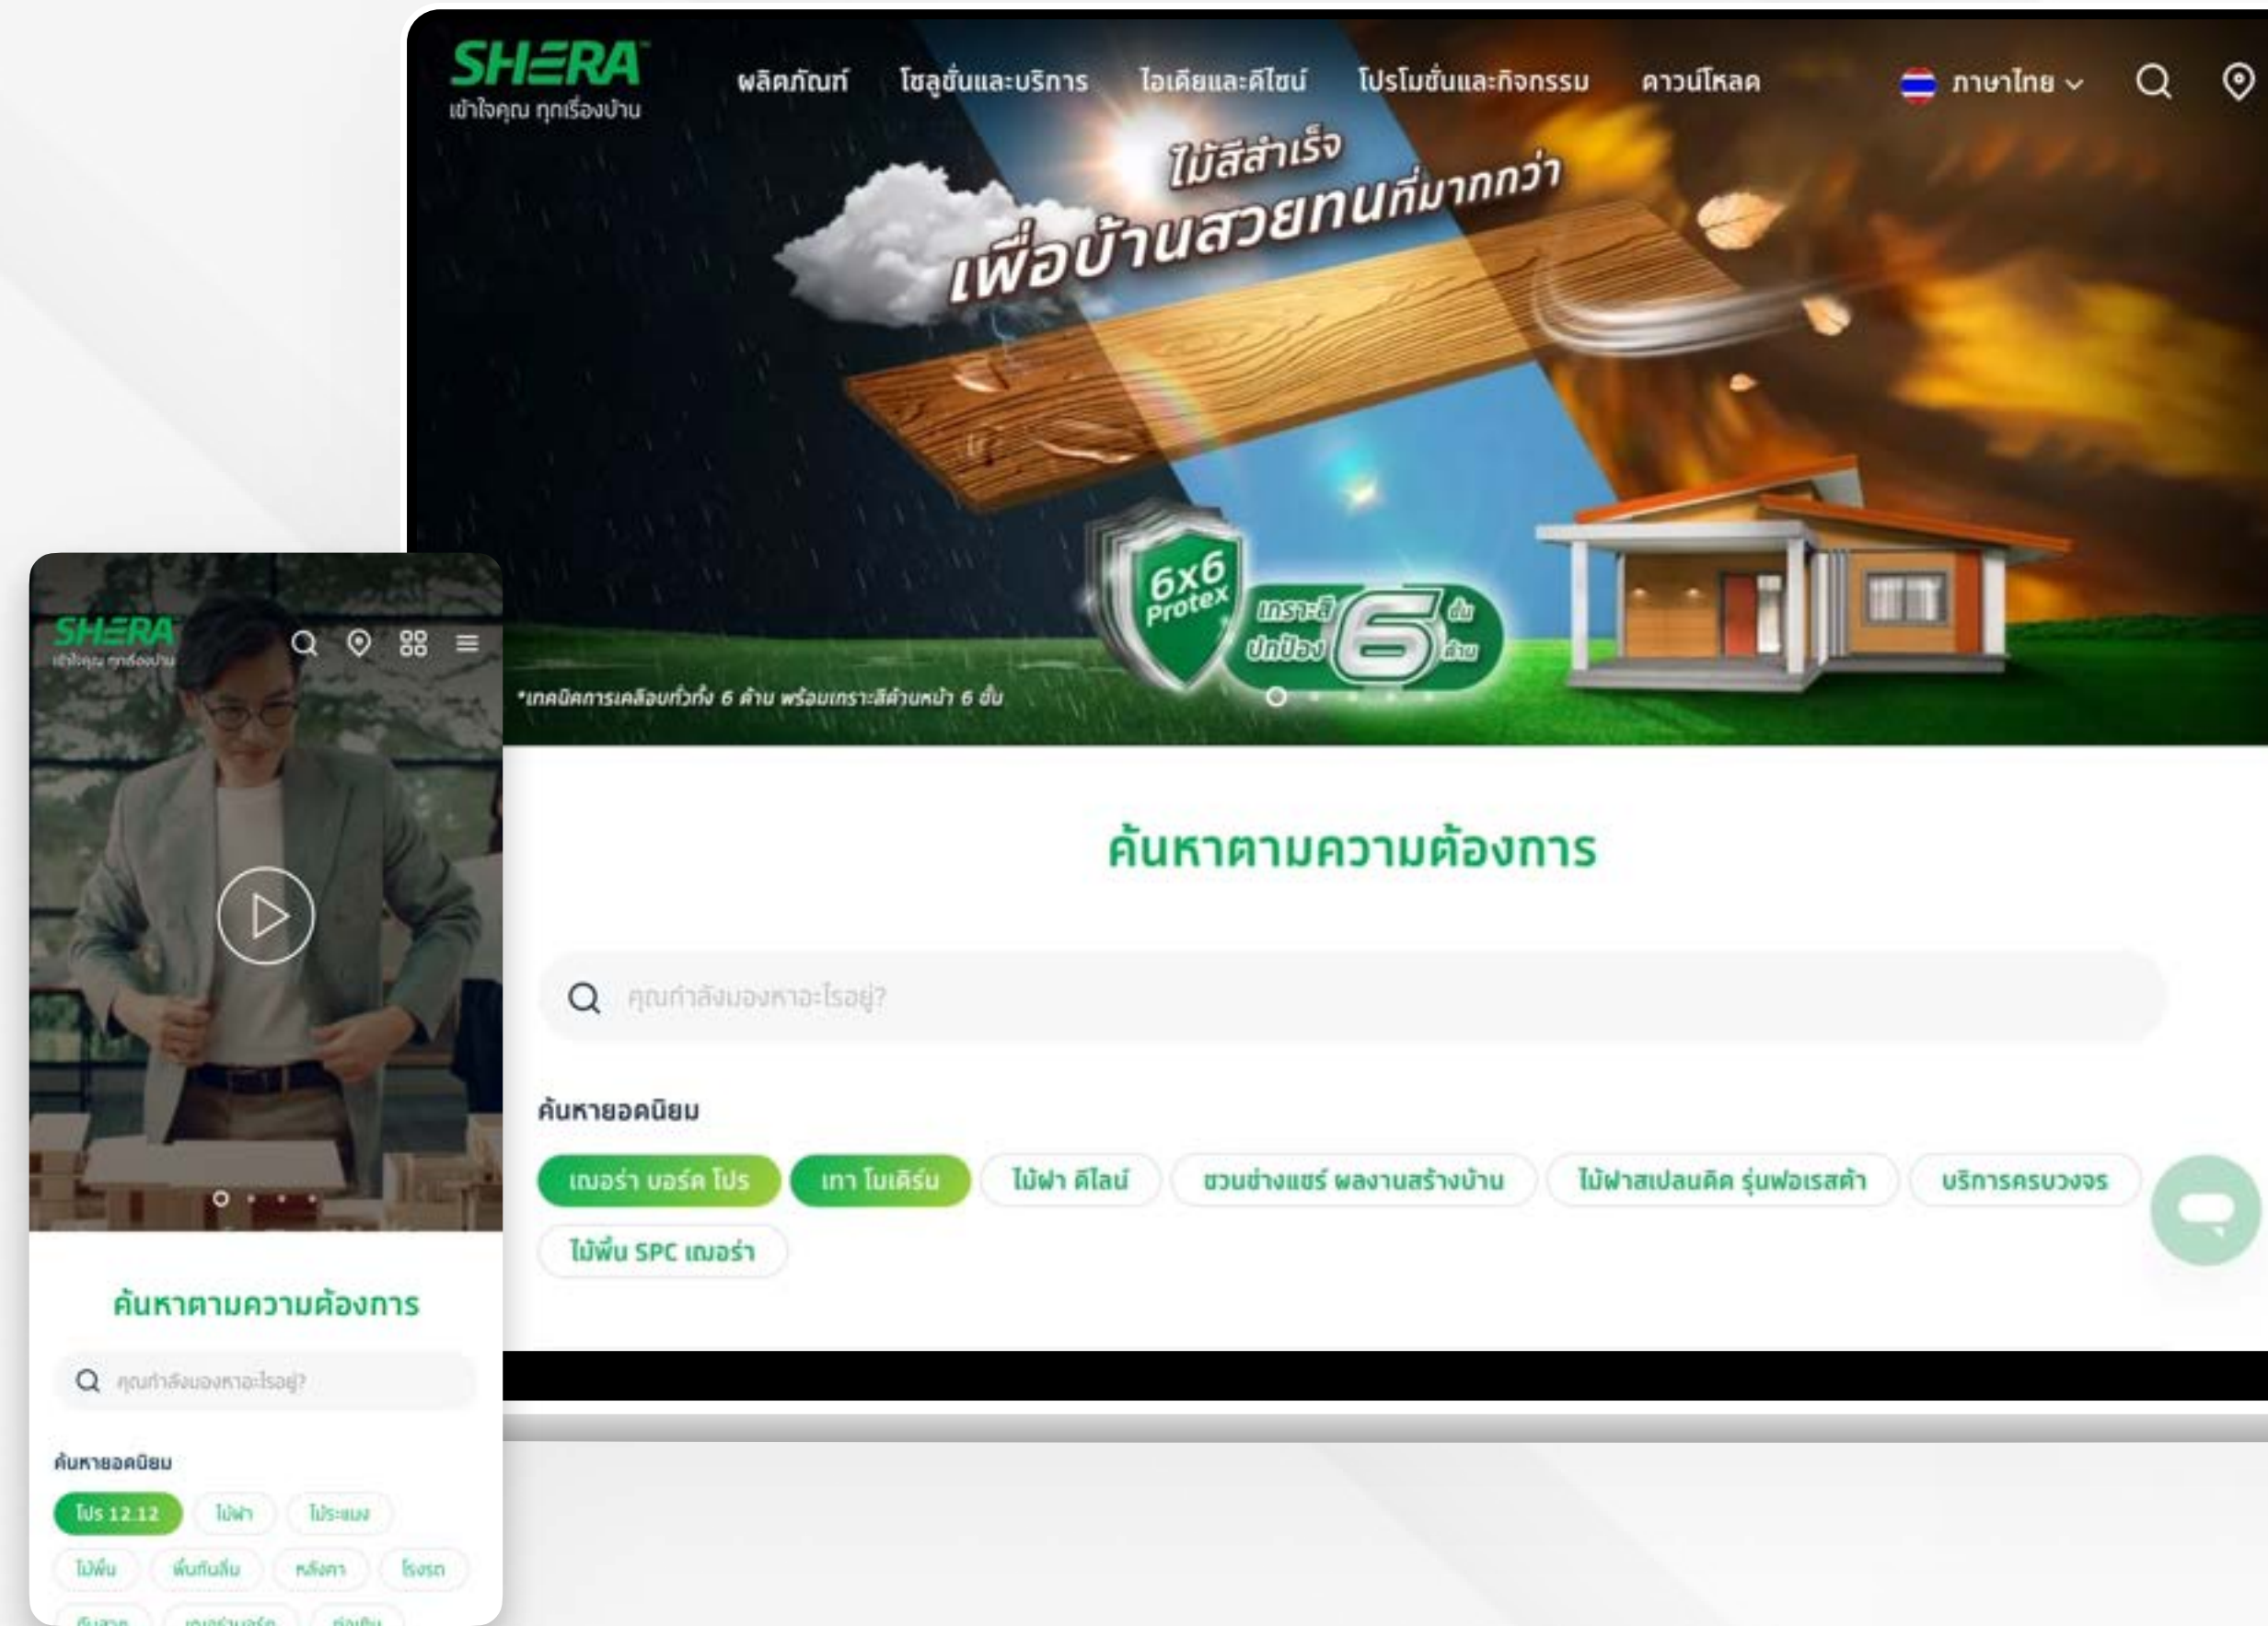 SHERA
เข้าใจคุณ ทุกเรื่องบ้าน
ผลิตภัณฑ์ โซลูชั่นและบริการ ไอเดียและดีไซน์ โปรโมชั่นและกิจกรรม ดาวน์โหลด ภาษาไทย
ไม้สีสำเร็จ
เพื่อบ้านสวยทนที่มากกว่า
6x6
Protex
เกราะสี 6 ชั้น
ปกป้อง 6 ด้าน
*เทคนิคการเคลือบทั่วทั้ง 6 ด้าน พร้อมเกราะสีด้านหน้า 6 ชั้น
ค้นหาตามความต้องการ
คุณกำลังมองหาอะไรอยู่?
ค้นหายอดนิยม
เฌอร่า บอร์ด โปร เทา โมเดิร์น ไม้ฝา ดีไลน์ ชวนช่างแชร์ ผลงานสร้างบ้าน ไม้ฝาสเปลนดิด รุ่นฟอเรสต้า บริการครบวงจร
ไม้พื้น SPC เฌอร่า
SHERA
เข้าใจคุณ ทุกเรื่องบ้าน
ค้นหาตามความต้องการ
คุณกำลังมองหาอะไรอยู่?
ค้นหายอดนิยม
โปร 12.12 ไม้ฝา ไม้ระแนง
ไม้พื้น พื้นกันลื่น หลังคา โรงรถ